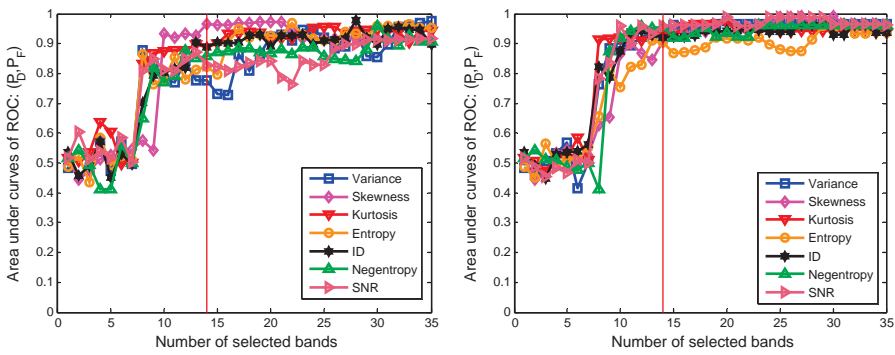 Area under curves of ROC: (P_D, P_F)
1
0.9
0.8
0.7
0.6
0.5
0.4
0.3
0.2
0.1
0
0 5 10 15 20 25 30 35
Number of selected bands
Variance
Skewness
Kurtosis
Entropy
ID
Negentropy
SNR
Area under curves of ROC: (P_D, P_F)
1
0.9
0.8
0.7
0.6
0.5
0.4
0.3
0.2
0.1
0
0 5 10 15 20 25 30 35
Number of selected bands
Variance
Skewness
Kurtosis
Entropy
ID
Negentropy
SNR